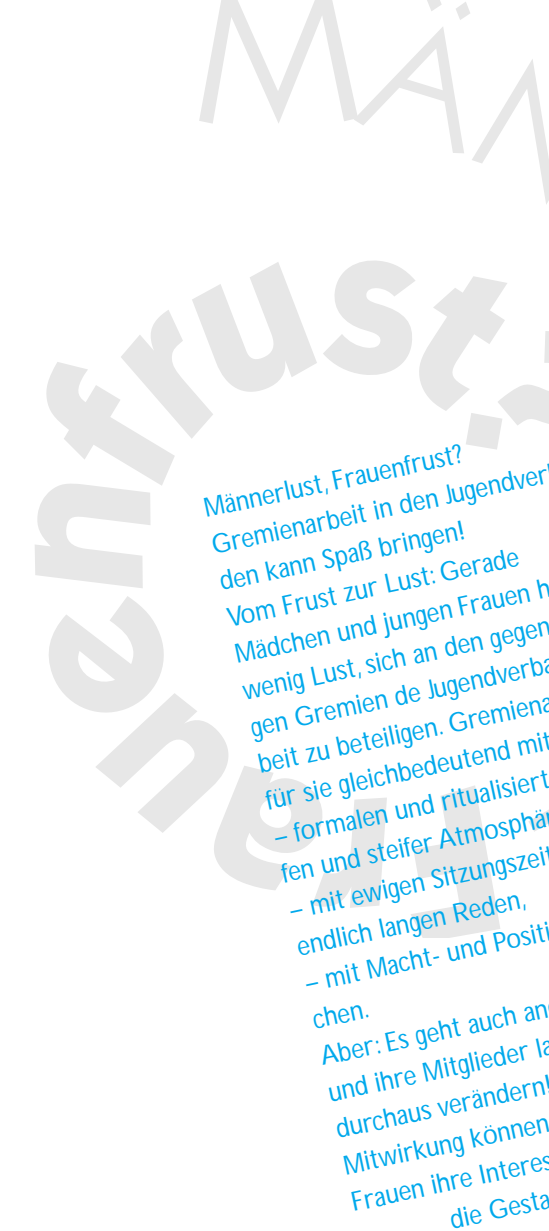 MÄN
Frauenfrust?
Männerlust, Frauenfrust?
Gremienarbeit in den Jugendver
den kann Spaß bringen!
Vom Frust zur Lust: Gerade
Mädchen und jungen Frauen h
wenig Lust, sich an den gegen
gen Gremien de Jugendverba
beit zu beteiligen. Gremiena
für sie gleichbedeutend mit
– formalen und ritualisiert
fen und steifer Atmosphä
– mit ewigen Sitzungszeit
endlich langen Reden,
– mit Macht- und Positi
chen.
Aber: Es geht auch an
und ihre Mitglieder la
durchaus verändern!
Mitwirkung können
Frauen ihre Interes
die Gesta